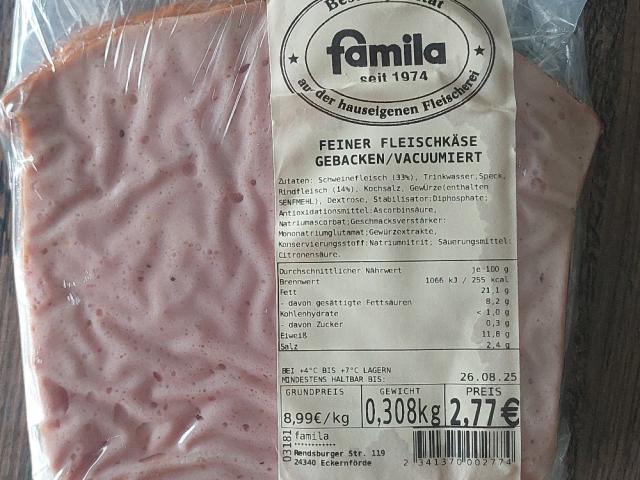 famila
seit 1974
aus der hauseigenen Fleischerei
FEINER FLEISCHKÄSE
GEBACKEN/VACUUMIERT
Zutaten: Schweinefleisch (33%), Trinkwasser,Speck,
Rindfleisch (14%), Kochsalz, Gewürze(enthalten
SENFMEHL), Dextrose, Stabilisator:Diphosphate;
Antioxidationsmittel:Ascorbinsäure,
Natriumascorbat;Geschmacksverstärker:
Mononatriumglutamat;Gewürzextrakte,
Konservierungsstoff:Natriumnitrit; Säuerungsmittel:
Citronensäure.
Durchschnittlicher Nährwert je 100 g
Brennwert 1066 kJ / 255 kcal
Fett 21,1 g
- davon gesättigte Fettsäuren 8,2 g
Kohlenhydrate < 1,0 g
- davon Zucker 0,3 g
Eiweiß 11,8 g
Salz 2,4 g
BEI +4°C BIS +7°C LAGERN
MINDESTENS HALTBAR BIS: 26.08.25
GRUNDPREIS GEWICHT PREIS
8,99€/kg 0,308kg 2,77€
03181
famila
Rendsburger Str. 119
24340 Eckernförde
2 341370 002774